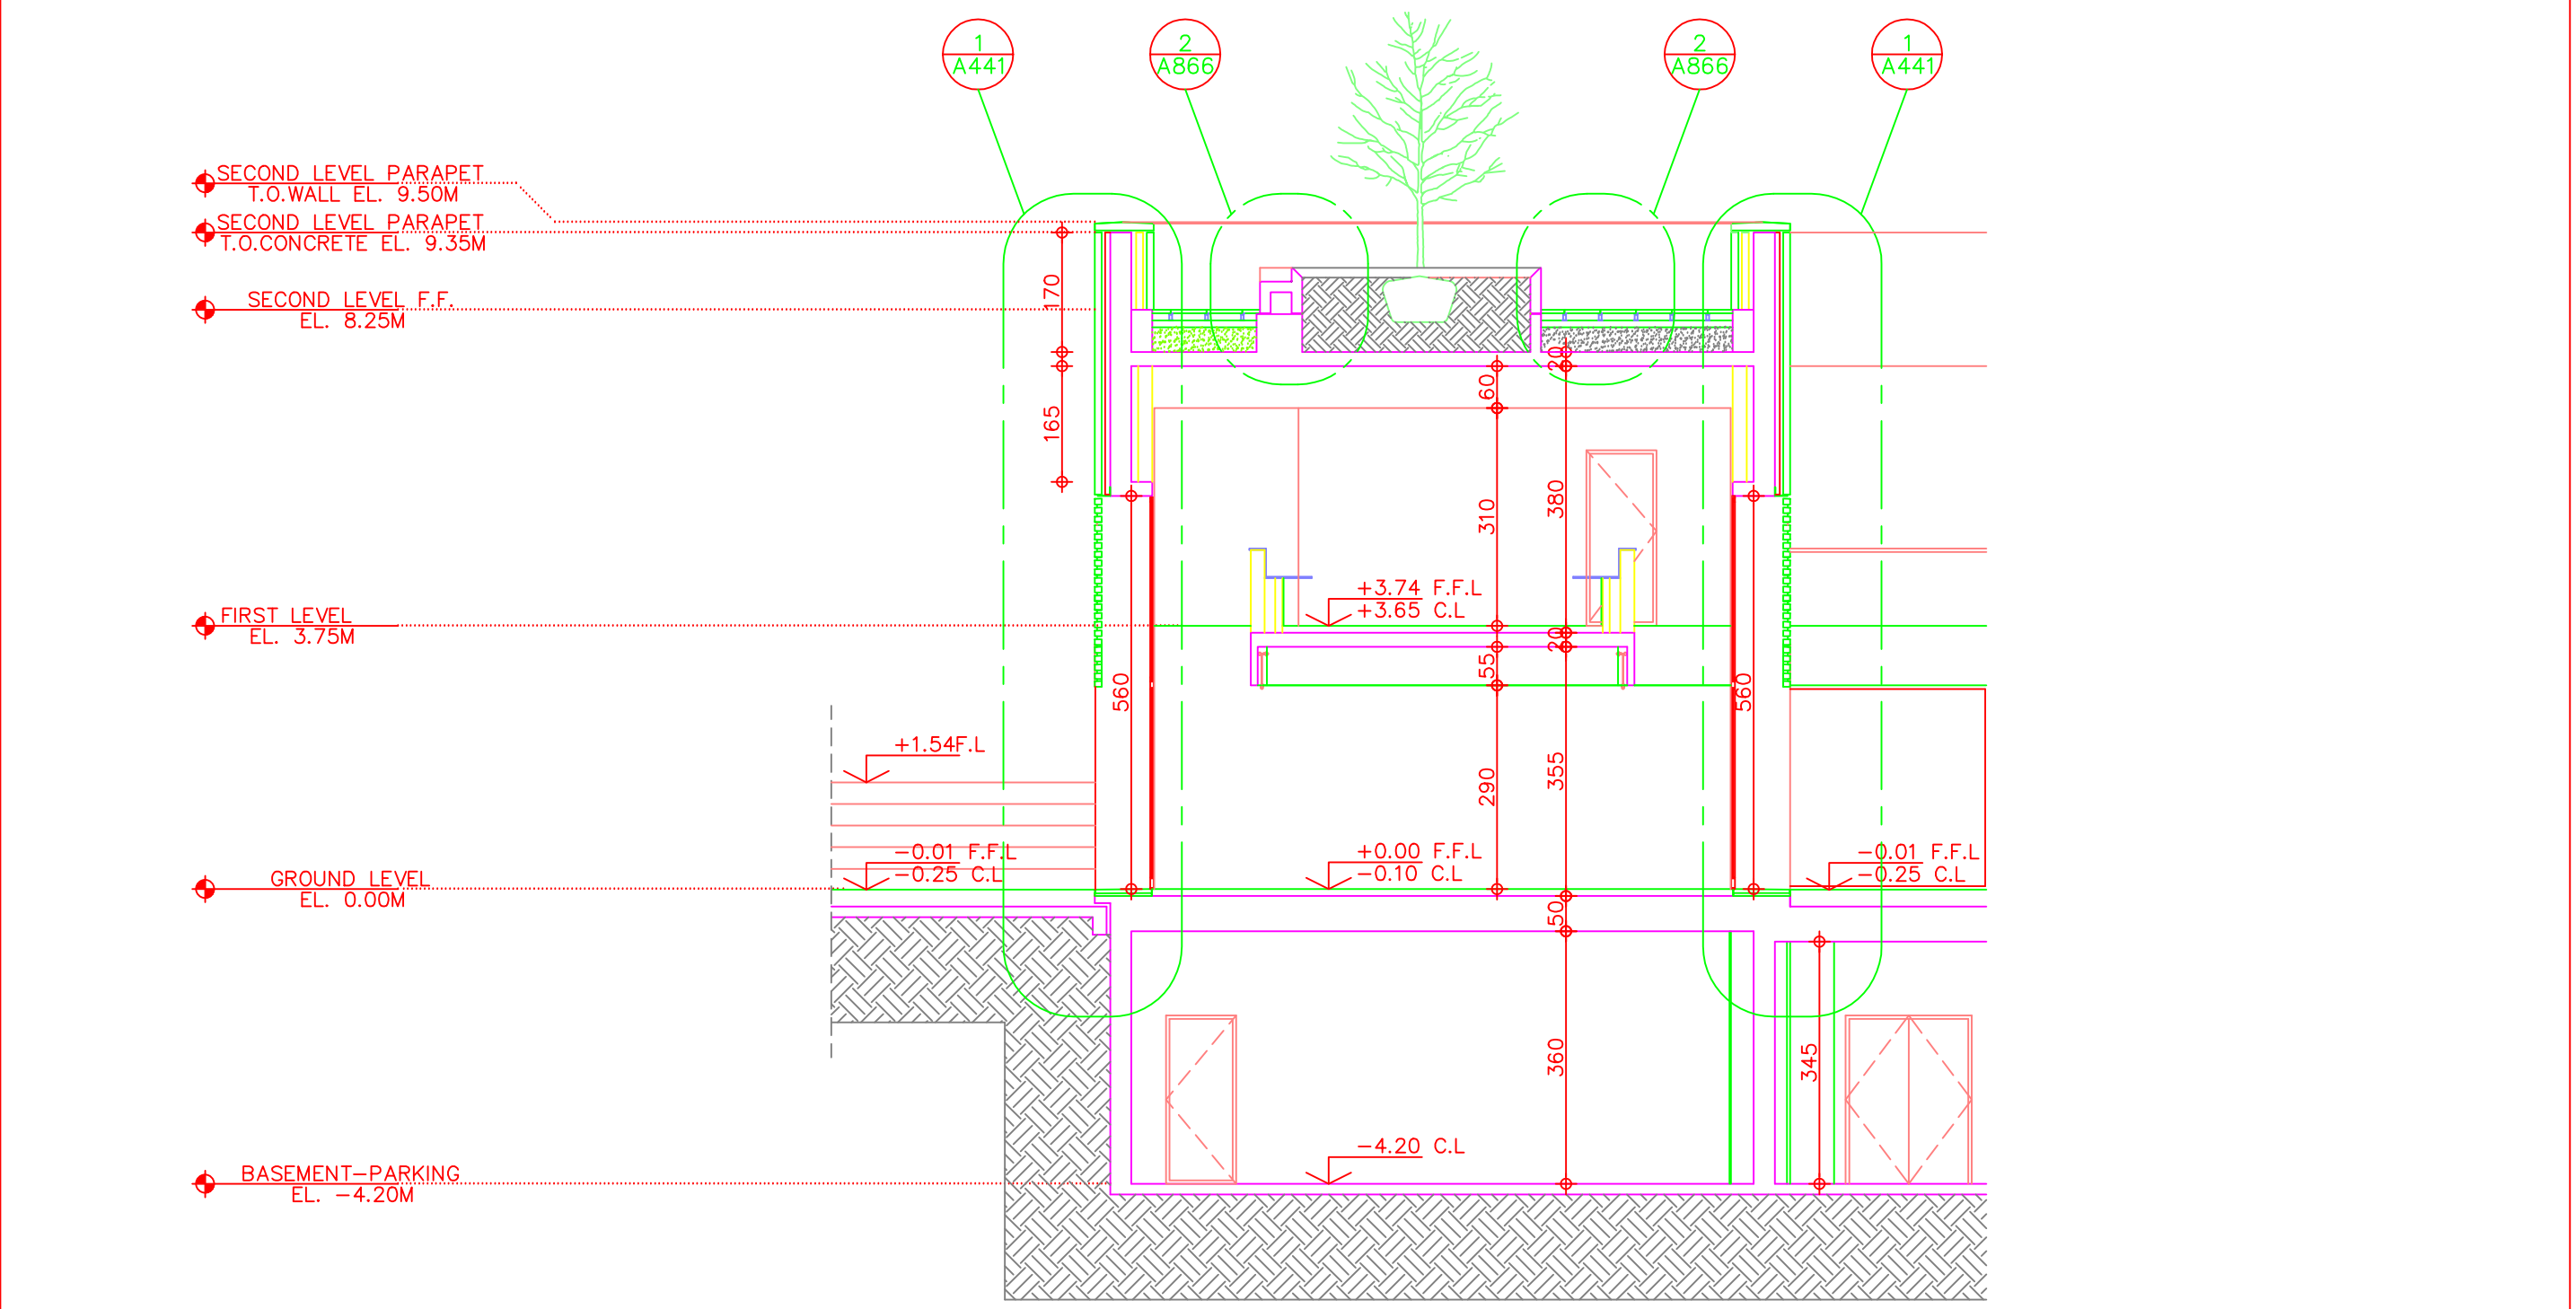 1
A441
2
A866
2
A866
1
A441
SECOND LEVEL PARAPET
T.O.WALL EL. 9.50M
SECOND LEVEL PARAPET
T.O.CONCRETE EL. 9.35M
SECOND LEVEL F.F.
EL. 8.25M
170
20
60
165
310
380
+3.74 F.F.L
+3.65 C.L
FIRST LEVEL
EL. 3.75M
20
55
560
560
+1.54F.L
290
355
-0.01 F.F.L
-0.25 C.L
+0.00 F.F.L
-0.10 C.L
-0.01 F.F.L
-0.25 C.L
GROUND LEVEL
EL. 0.00M
50
360
345
-4.20 C.L
BASEMENT-PARKING
EL. -4.20M